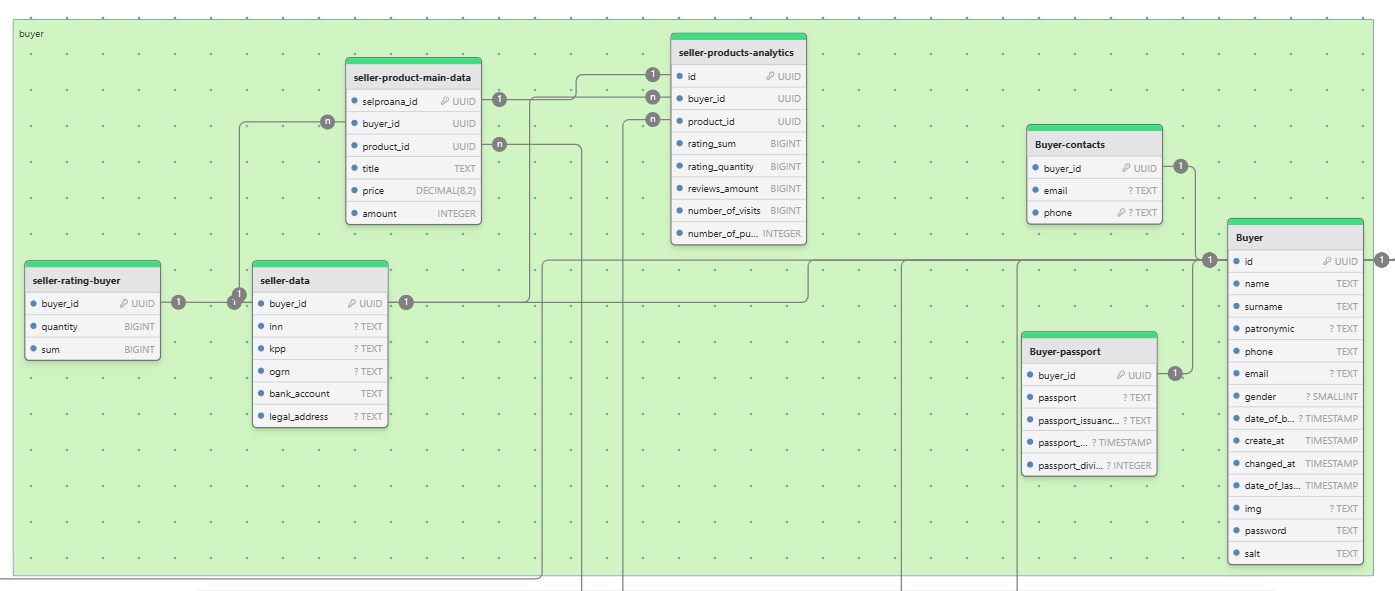 buyer
seller-product-main-data
selproana_id UUID
buyer_id UUID
product_id UUID
title TEXT
price DECIMAL(8,2)
amount INTEGER
seller-products-analytics
id UUID
buyer_id UUID
product_id UUID
rating_sum BIGINT
rating_quantity BIGINT
reviews_amount BIGINT
number_of_visits BIGINT
number_of_pu... INTEGER
Buyer-contacts
buyer_id UUID
email ? TEXT
phone ? TEXT
seller-rating-buyer
buyer_id UUID
quantity BIGINT
sum BIGINT
seller-data
buyer_id UUID
inn ? TEXT
kpp ? TEXT
ogrn ? TEXT
bank_account TEXT
legal_address ? TEXT
Buyer-passport
buyer_id UUID
passport ? TEXT
passport_issuanc... ? TEXT
passport_... ? TIMESTAMP
passport_divi... ? INTEGER
Buyer
id UUID
name TEXT
surname TEXT
patronymic ? TEXT
phone TEXT
email ? TEXT
gender ? SMALLINT
date_of_b... ? TIMESTAMP
create_at TIMESTAMP
changed_at TIMESTAMP
date_of_las... TIMESTAMP
img ? TEXT
password TEXT
salt TEXT
1
1
n
n
n
n
1
1
1
1
1
1
1
1